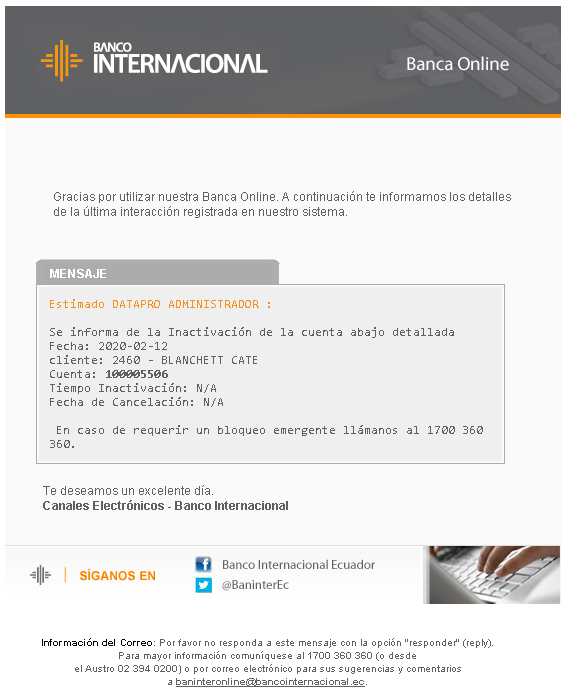 BANCO
INTERNACIONAL
Banca Online
Gracias por utilizar nuestra Banca Online. A continuación te informamos los detalles
de la última interacción registrada en nuestro sistema.
MENSAJE
Estimado DATAPRO ADMINISTRADOR :
Se informa de la Inactivación de la cuenta abajo detallada
Fecha: 2020-02-12
cliente: 2460 - BLANCHETT CATE
Cuenta: 100005506
Tiempo Inactivación: N/A
Fecha de Cancelación: N/A
En caso de requerir un bloqueo emergente llámanos al 1700 360
360.
Te deseamos un excelente día.
Canales Electrónicos - Banco Internacional
SÍGANOS EN
Banco Internacional Ecuador
@BaninterEc
Información del Correo: Por favor no responda a este mensaje con la opción "responder" (reply).
Para mayor información comuníquese al 1700 360 360 (o desde
el Austro 02 394 0200) o por correo electrónico para sus sugerencias y comentarios
a baninteronline@bancointernacional.ec.